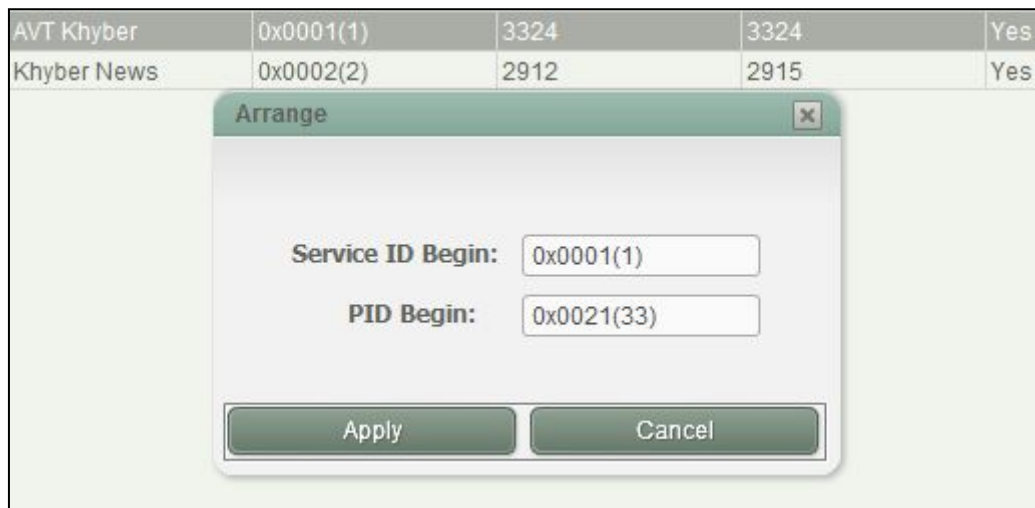 AVT Khyber 0x0001(1) 3324 3324 Yes
Khyber News 0x0002(2) 2912 2915 Yes
Arrange
Service ID Begin: 0x0001(1)
PID Begin: 0x0021(33)
Apply Cancel